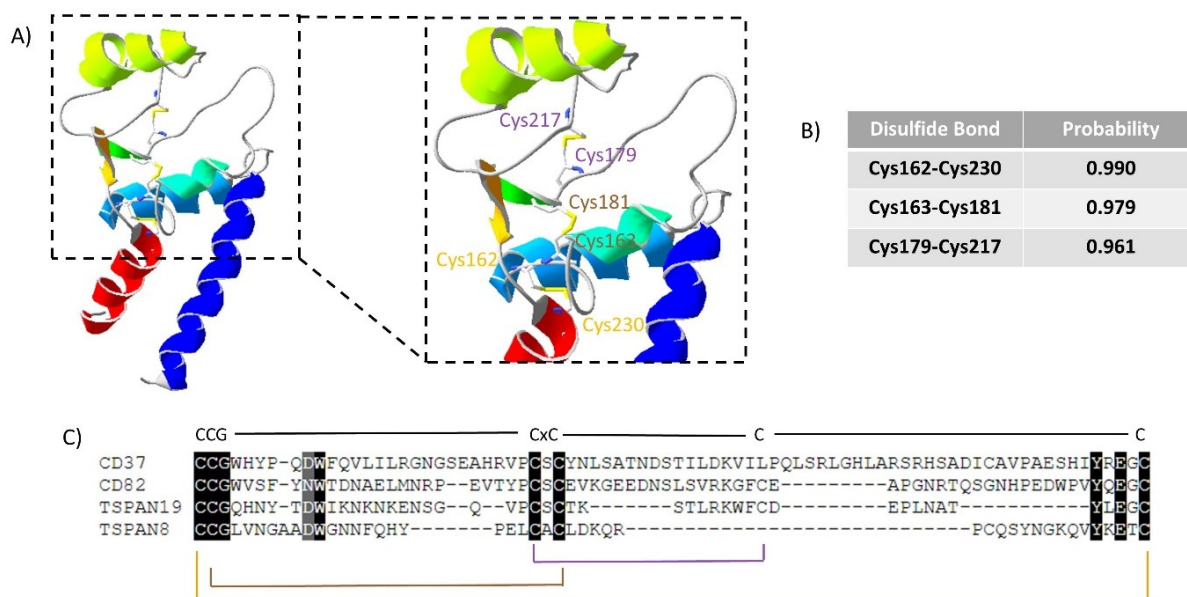 A)
Cys217
Cys179
Cys181
Cys163
Cys162
Cys230
B)
Disulfide Bond Probability
Cys162-Cys230 0.990
Cys163-Cys181 0.979
Cys179-Cys217 0.961
C)
CCG CxC C C
CD37 CCGWHYP-QDWFQVLILRGNGSEAHRVPCSCYNLSATNDSTILDKVILPQLSRLGHLARSRHSADICAVPAESHIYREGC
CD82 CCGWVSF-YNWTDNAELMNRP--EVTYPCSCEVKGEEDNSLSVRKGFCE---------APGNRTQSGNHPEDWPVYQEGC
TSPAN19 CCGQHNY-TDWIKNKNKENSG--Q--VPCSCTK-----STLRKWFCD---------EPLNAT-----------YLEGC
TSPAN8 CCGLVNGAADWGNNFQHY-------PELCACLDKQR-----------------------------PCQSYNGKQVYKETC